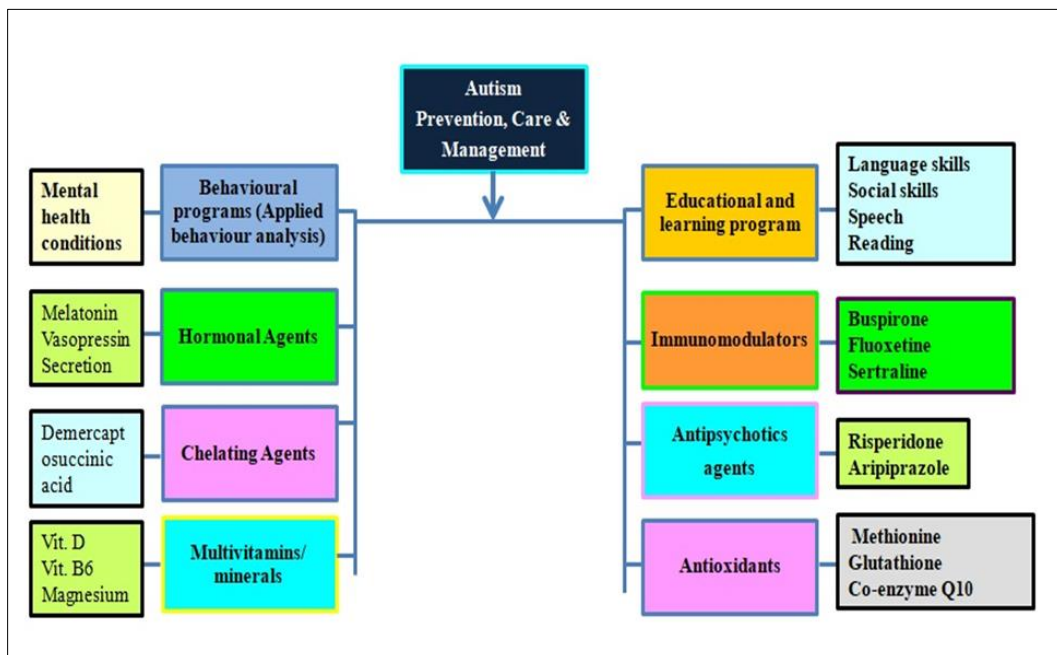 Autism
Prevention, Care &
Management
Mental
health
conditions
Behavioural
programs (Applied
behaviour analysis)
Melatonin
Vasopressin
Secretion
Hormonal Agents
Demercapt
osuccinic
acid
Chelating Agents
Vit. D
Vit. B6
Magnesium
Multivitamins/
minerals
Educational and
learning program
Language skills
Social skills
Speech
Reading
Immunomodulators
Buspirone
Fluoxetine
Sertraline
Antipsychotics
agents
Risperidone
Aripiprazole
Antioxidants
Methionine
Glutathione
Co-enzyme Q10